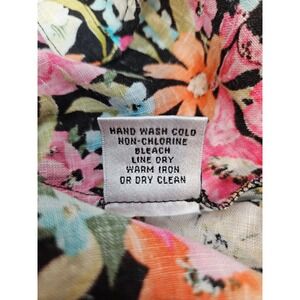 HAND WASH COLD
NON-CHLORINE
BLEACH
LINE DRY
WARM IRON
OR DRY CLEAN